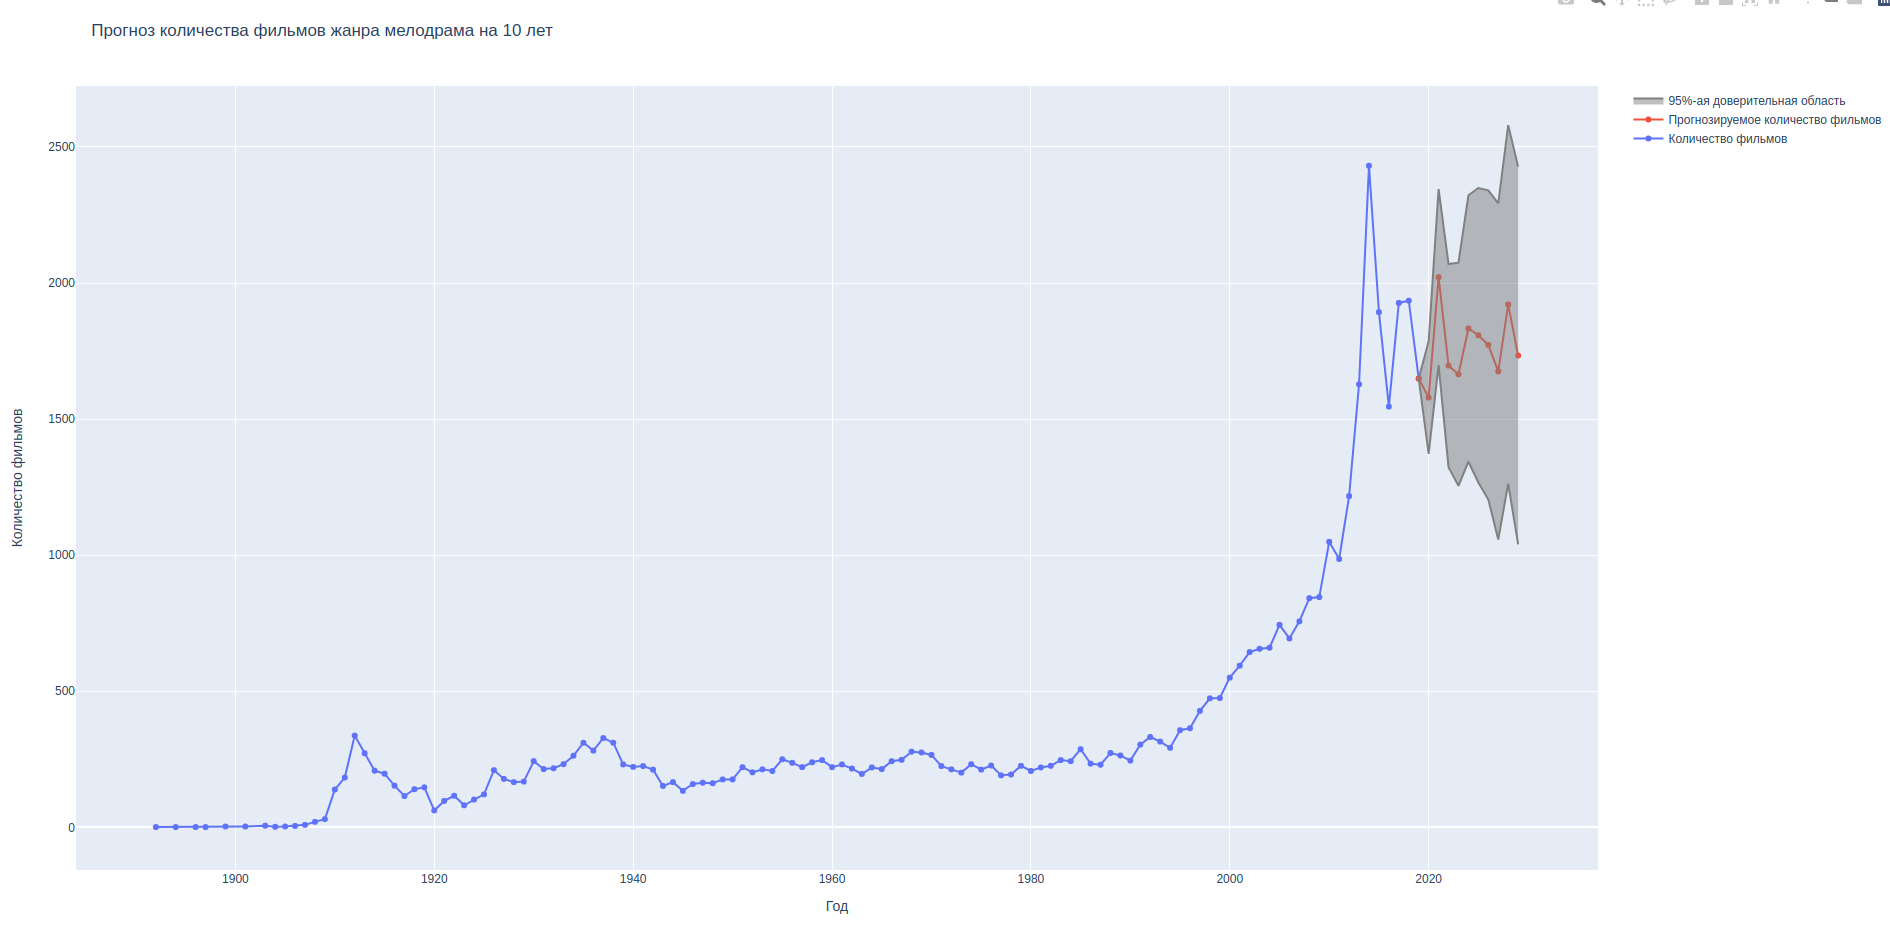 Прогноз количества фильмов жанра мелодрама на 10 лет
95%-ая доверительная область
Прогнозируемое количество фильмов
Количество фильмов
Количество фильмов
2500
2000
1500
1000
500
0
1900
1920
1940
1960
1980
2000
2020
Год